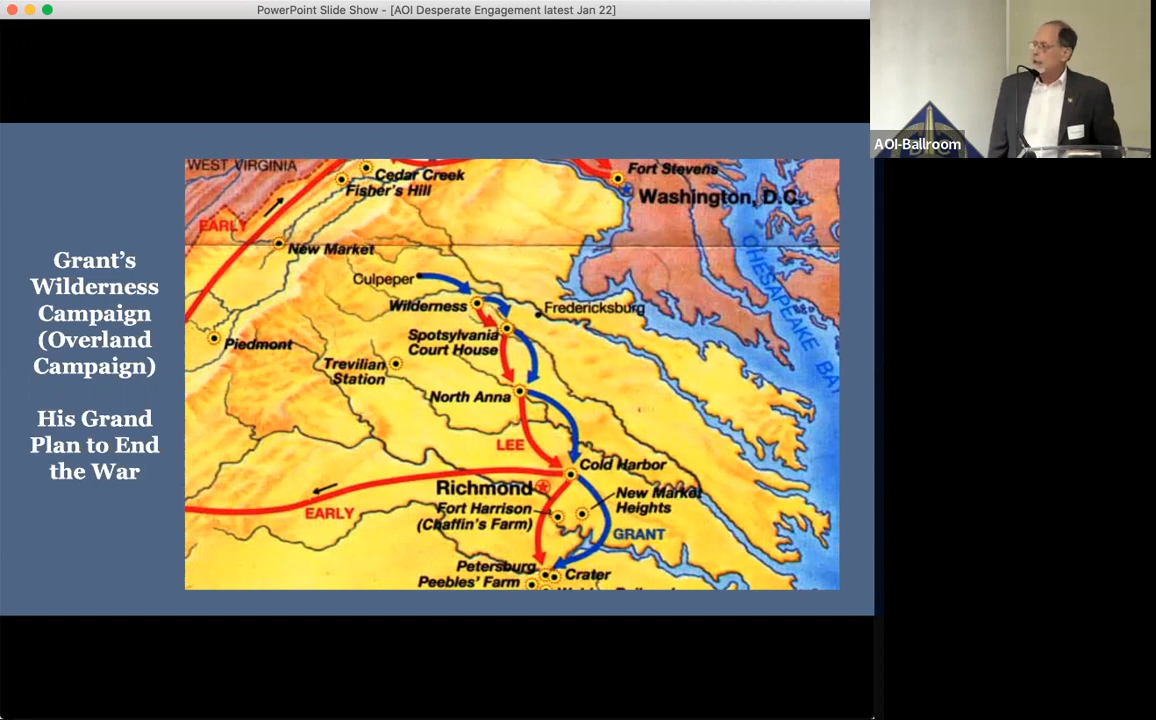 PowerPoint Slide Show - [AOI Desperate Engagement latest Jan 22]
AOI-Ballroom
Grant's
Wilderness
Campaign
(Overland
Campaign)
His Grand
Plan to End
the War
WEST VIRGINIA
Cedar Creek
Fisher's Hill
EARLY
New Market
Fort Stevens
Washington, D.C.
CHESAPEAKE BAY
Culpeper
Wilderness
Fredericksburg
Spotsylvania
Court House
Piedmont
Trevilian
Station
North Anna
LEE
Cold Harbor
Richmond
New Market
Heights
Fort Harrison
(Chaffin's Farm)
EARLY
GRANT
Petersburg
Crater
Peebles' Farm